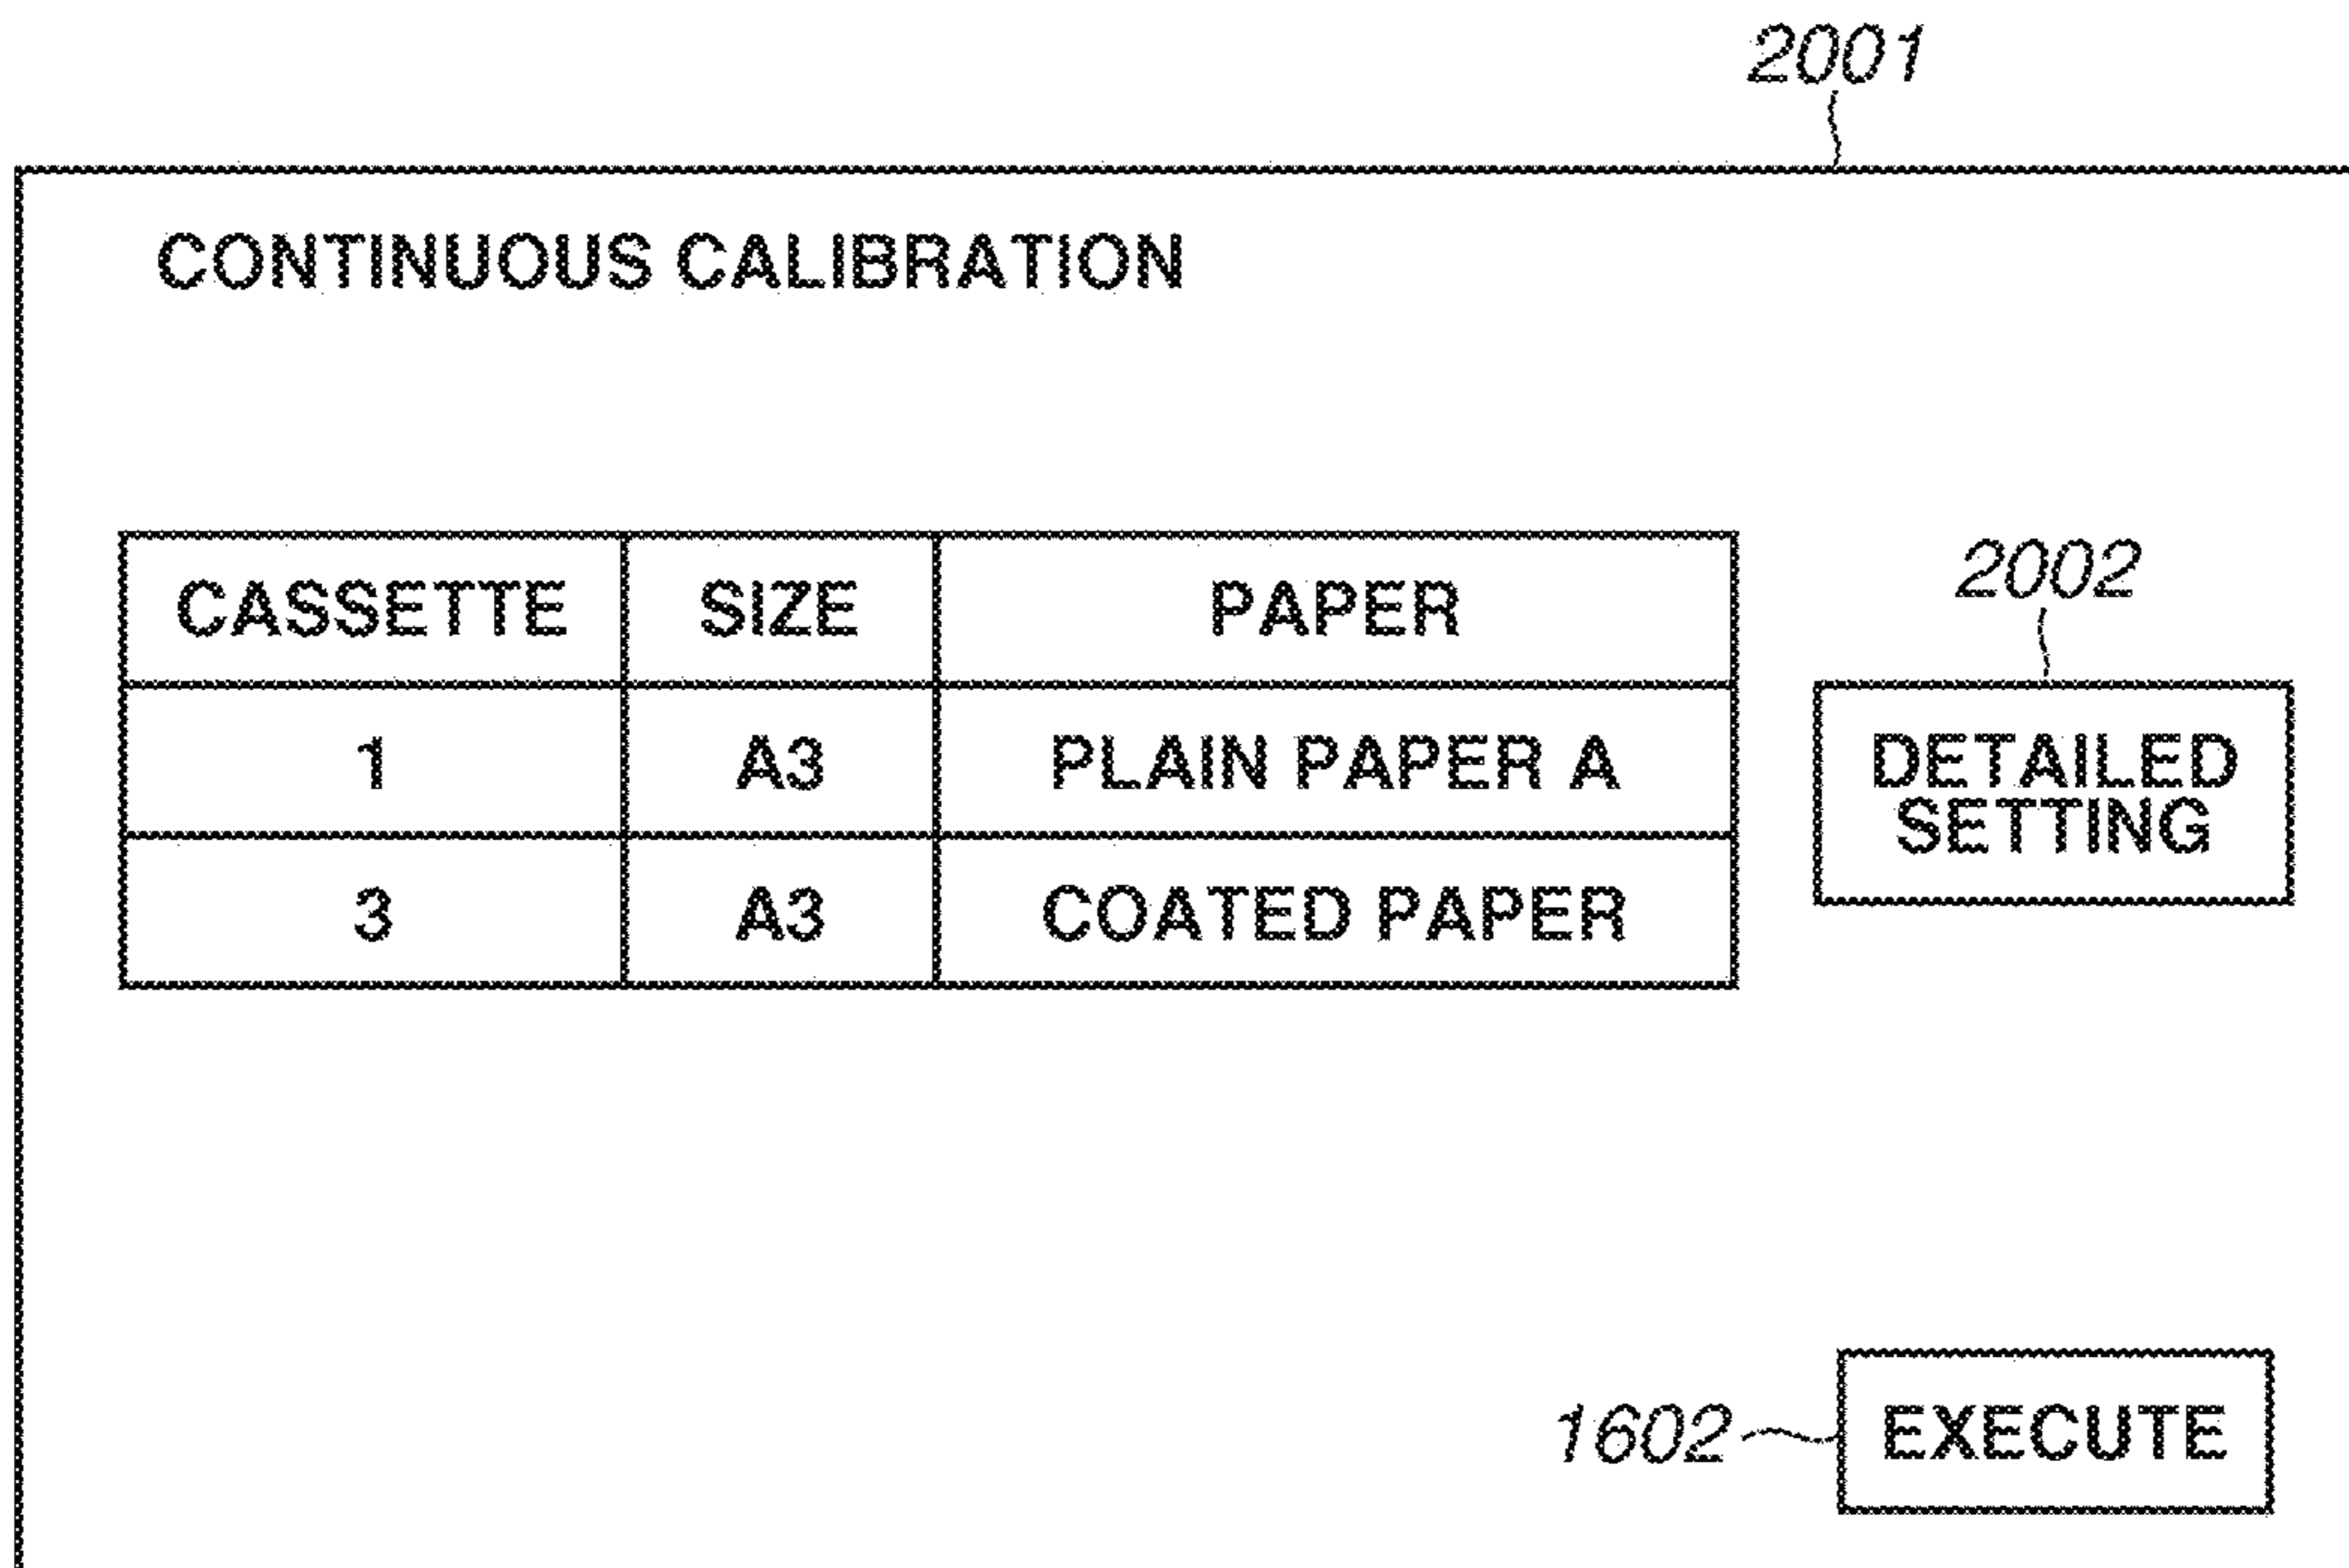 2001
CONTINUOUS CALIBRATION
CASSETTE SIZE PAPER
2002
1 A3 PLAIN PAPER A
DETAILED
SETTING
3 A3 COATED PAPER
1602
EXECUTE